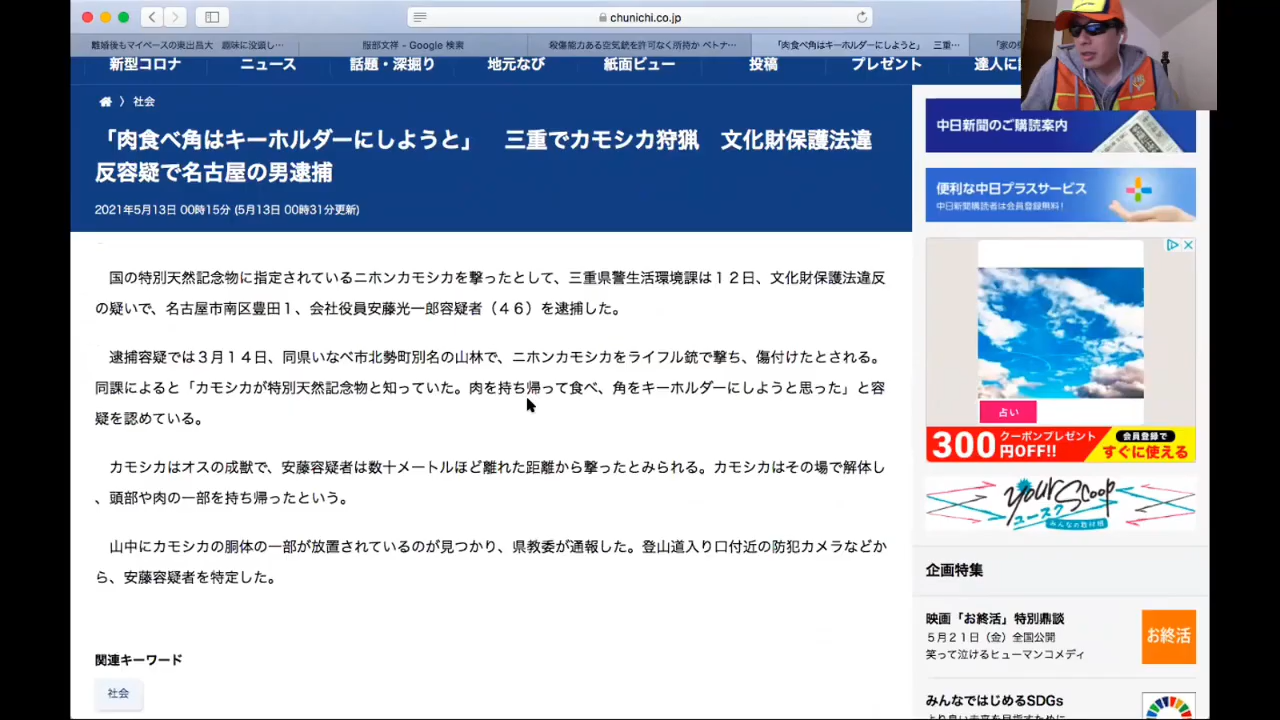 chunichi.co.jp
離婚後もマイペースの東出昌大 趣味に没頭し…
服部文祥 - Google 検索
殺傷能力ある空気銃を許可なく所持か ベトナ…
「肉食べ角はキーホルダーにしようと」 三重…
新型コロナ
ニュース
話題・深掘り
地元なび
紙面ビュー
投稿
プレゼント
達人に
社会
「肉食べ角はキーホルダーにしようと」 三重でカモシカ狩猟 文化財保護法違
反容疑で名古屋の男逮捕
2021年5月13日 00時15分 (5月13日 00時31分更新)
国の特別天然記念物に指定されているニホンカモシカを撃ったとして、三重県警生活環境課は１２日、文化財保護法違反
の疑いで、名古屋市南区豊田１、会社役員安藤光一郎容疑者（４６）を逮捕した。
逮捕容疑では３月１４日、同県いなべ市北勢町別名の山林で、ニホンカモシカをライフル銃で撃ち、傷付けたとされる。
同課によると「カモシカが特別天然記念物と知っていた。肉を持ち帰って食べ、角をキーホルダーにしようと思った」と容
疑を認めている。
カモシカはオスの成獣で、安藤容疑者は数十メートルほど離れた距離から撃ったとみられる。カモシカはその場で解体し
、頭部や肉の一部を持ち帰ったという。
山中にカモシカの胴体の一部が放置されているのが見つかり、県教委が通報した。登山道入り口付近の防犯カメラなどか
ら、安藤容疑者を特定した。
関連キーワード
社会
中日新聞のご購読案内
便利な中日プラスサービス
中日新聞購読者は会員登録無料！
占い
300円OFF!!
クーポンプレゼント
会員登録で
すぐに使える
your Scoop
ユースク
みんなの取材班
企画特集
映画「お終活」特別鼎談
５月２１日（金）全国公開
笑って泣けるヒューマンコメディ
お終活
みんなではじめるSDGs